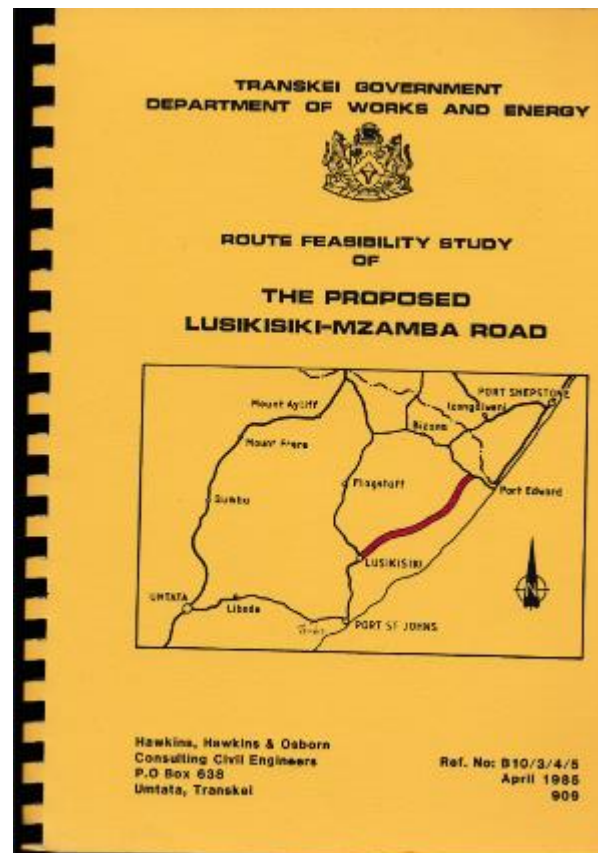 TRANSKEI GOVERNMENT
DEPARTMENT OF WORKS AND ENERGY
ROUTE FEASIBILITY STUDY
OF
THE PROPOSED
LUSIKISIKI-MZAMBA ROAD
PORT SHEPSTONE
Mount Ayliff
Bizana
Mount Frere
Flagstaff
Port Edward
LUSIKISIKI
UMTATA
Libode
PORT ST JOHNS
N
Hawkins, Hawkins & Osborn
Consulting Civil Engineers
P.O Box 638
Umtata, Transkei
Ref. No: B10/3/4/5
April 1985
909